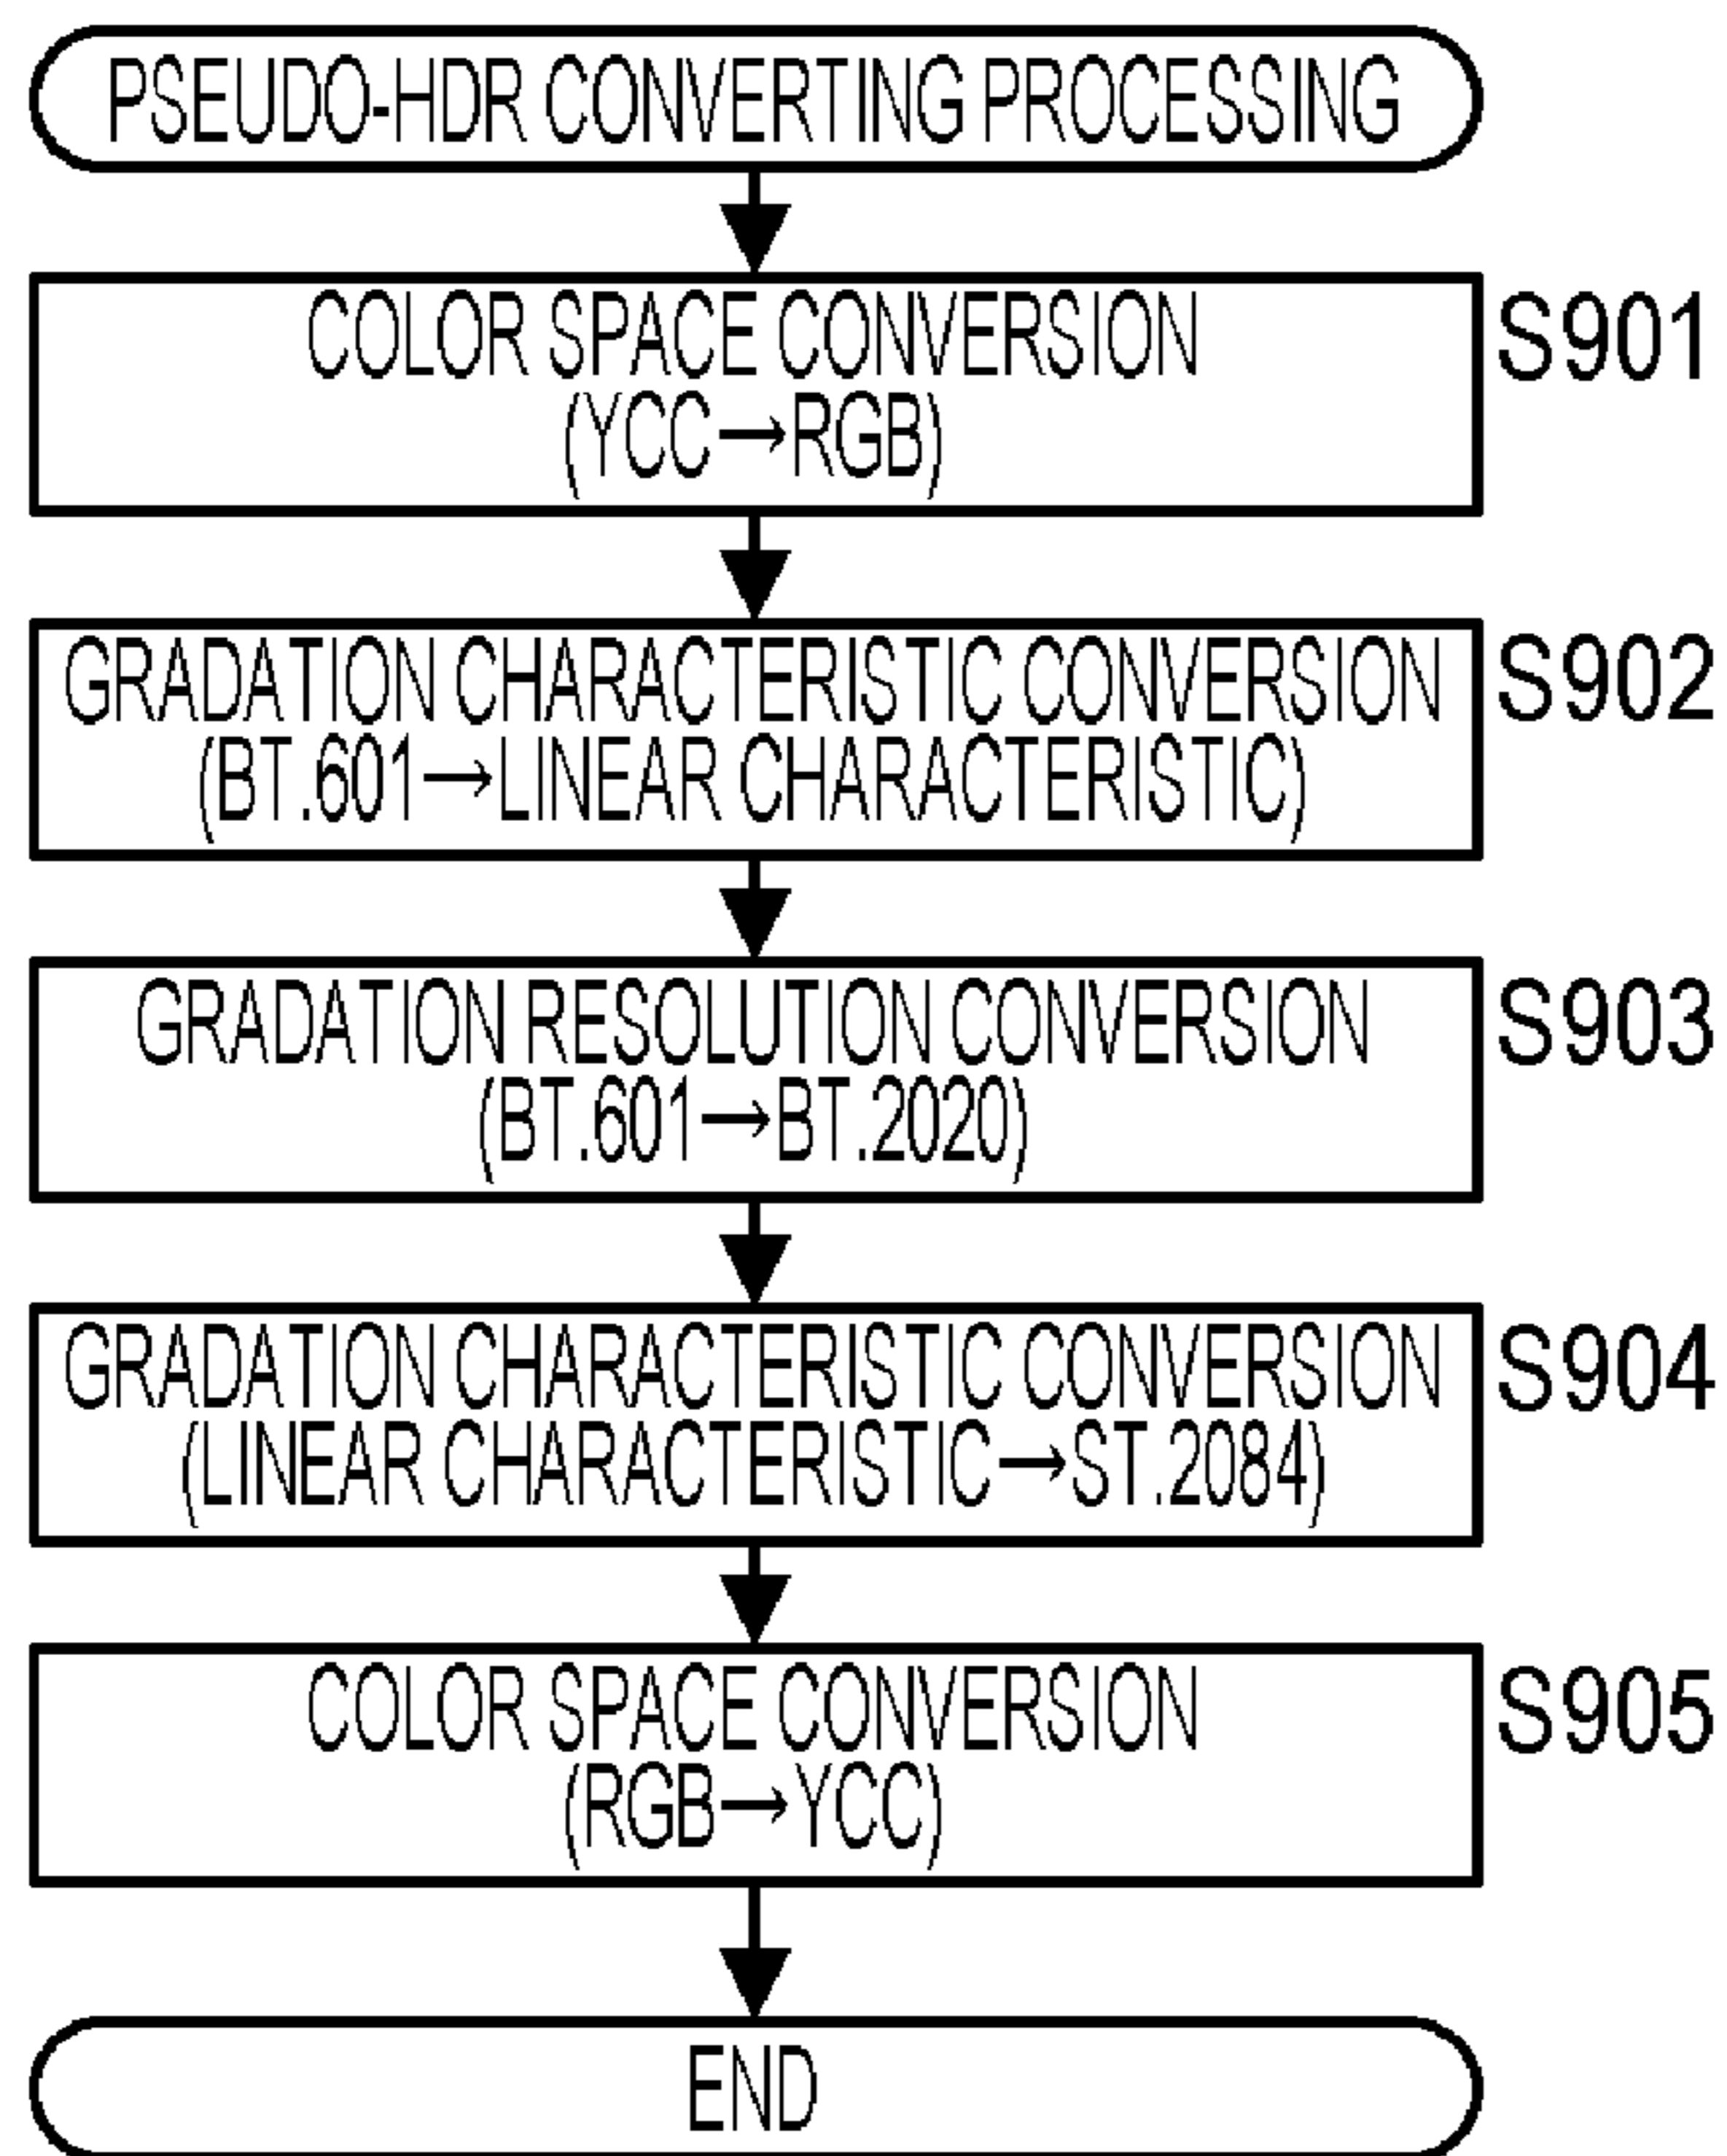 PSEUDO-HDR CONVERTING PROCESSING
COLOR SPACE CONVERSION
(YCC→RGB)
S901
GRADATION CHARACTERISTIC CONVERSION
(BT.601→LINEAR CHARACTERISTIC)
S902
GRADATION RESOLUTION CONVERSION
(BT.601→BT.2020)
S903
GRADATION CHARACTERISTIC CONVERSION
(LINEAR CHARACTERISTIC→ST.2084)
S904
COLOR SPACE CONVERSION
(RGB→YCC)
S905
END